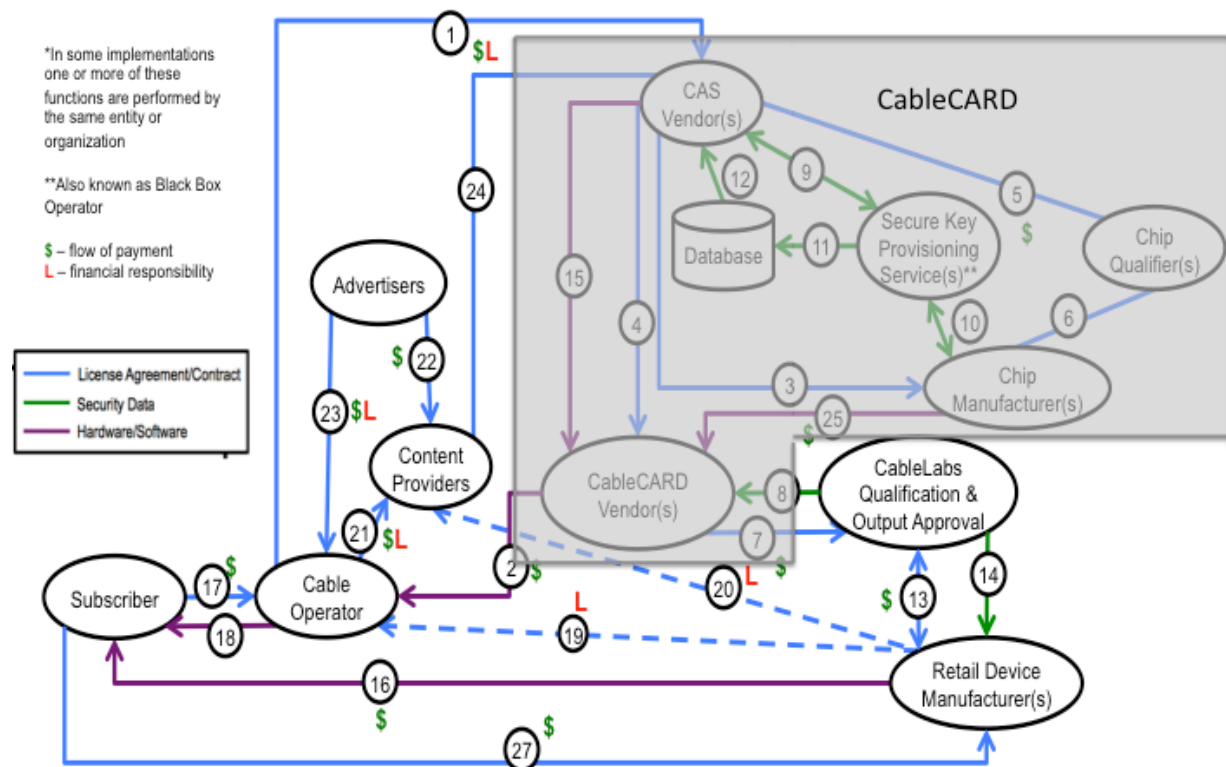 *In some implementations
one or more of these
functions are performed by
the same entity or
organization
**Also known as Black Box
Operator
$ – flow of payment
L – financial responsibility
License Agreement/Contract
Security Data
Hardware/Software
1
$L
CableCARD
CAS
Vendor(s)
24
12
9
5
$
15
Database
11
Secure Key
Provisioning
Service(s)**
Chip
Qualifier(s)
Advertisers
4
10
6
$
22
3
Chip
Manufacturer(s)
23
$L
25
$
Content
Providers
CableCARD
Vendor(s)
8
CableLabs
Qualification &
Output Approval
21
$L
7
$
2
$
20
L
14
17
$
$
13
Subscriber
Cable
Operator
18
L
19
Retail Device
Manufacturer(s)
16
$
27
$